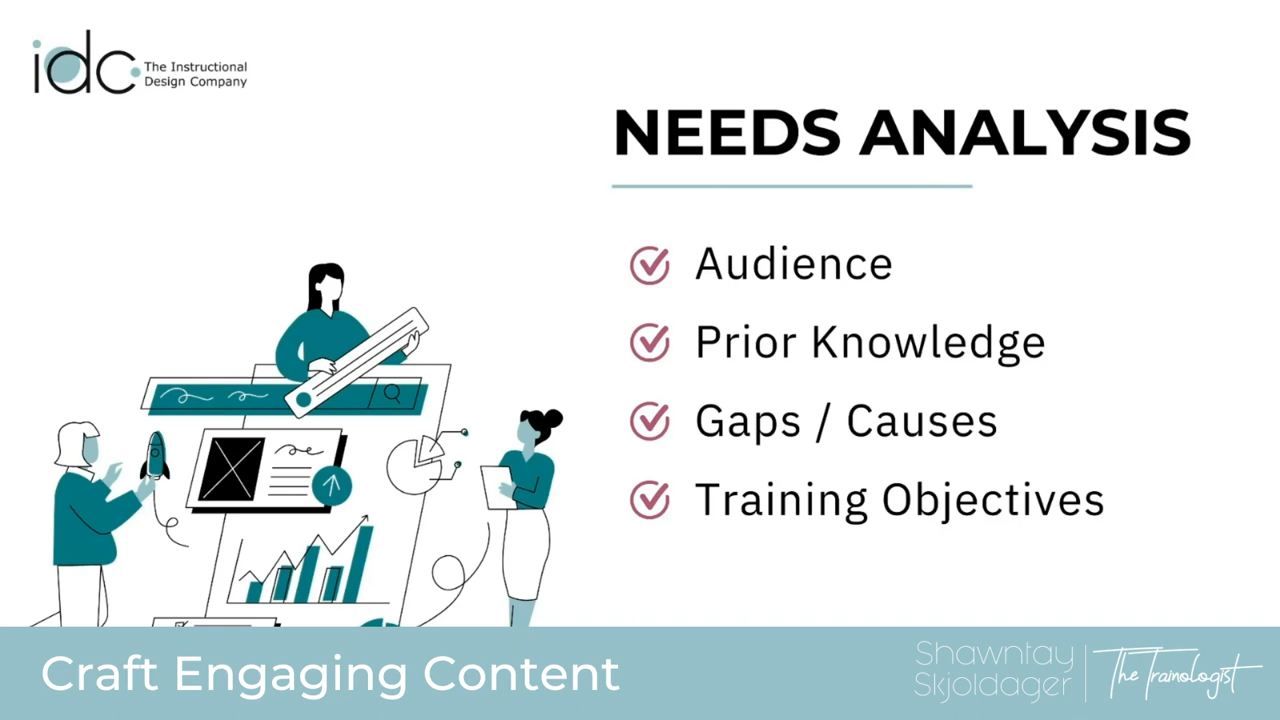 idc
The Instructional
Design Company
NEEDS ANALYSIS
Audience
Prior Knowledge
Gaps / Causes
Training Objectives
Craft Engaging Content
Shawntay
Skjoldager
The Trainologist